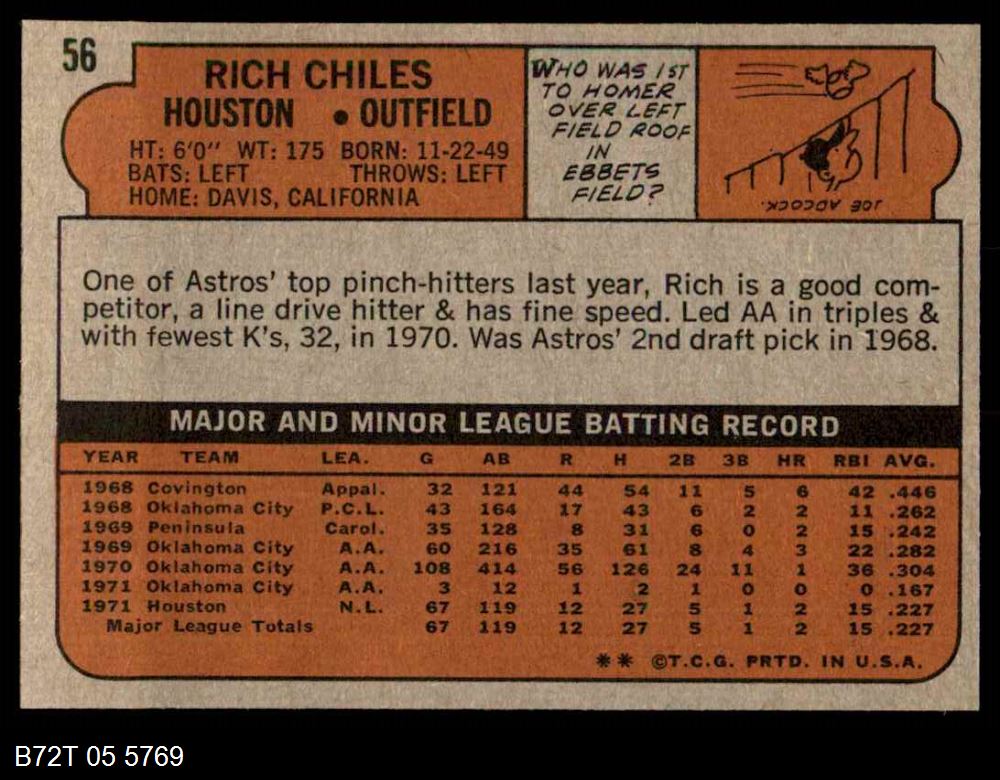 56
RICH CHILES
HOUSTON • OUTFIELD
HT: 6'0" WT: 175 BORN: 11-22-49
BATS: LEFT THROWS: LEFT
HOME: DAVIS, CALIFORNIA
WHO WAS 1ST
TO HOMER
OVER LEFT
FIELD ROOF
IN
EBBETS
FIELD?
JOE ADCOCK.
One of Astros' top pinch-hitters last year, Rich is a good com-
petitor, a line drive hitter & has fine speed. Led AA in triples &
with fewest K's, 32, in 1970. Was Astros' 2nd draft pick in 1968.
MAJOR AND MINOR LEAGUE BATTING RECORD
YEAR TEAM LEA. G AB R H 2B 3B HR RBI AVG.
1968 Covington Appal. 32 121 44 54 11 5 6 42 .446
1968 Oklahoma City P.C.L. 43 164 17 43 6 2 2 11 .262
1969 Peninsula Carol. 35 128 8 31 6 0 2 15 .242
1969 Oklahoma City A.A. 60 216 35 61 8 4 3 22 .282
1970 Oklahoma City A.A. 108 414 56 126 24 11 1 36 .304
1971 Oklahoma City A.A. 3 12 1 2 1 0 0 0 .167
1971 Houston N.L. 67 119 12 27 5 1 2 15 .227
Major League Totals 67 119 12 27 5 1 2 15 .227
** ©T.C.G. PRTD. IN U.S.A.
B72T 05 5769